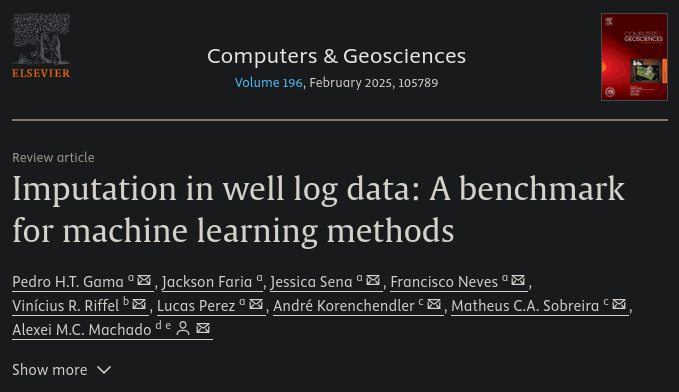 ELSEVIER
Computers & Geosciences
Volume 196, February 2025, 105789
COMPUTERS
GEOSCIENCES
Review article
Imputation in well log data: A benchmark
for machine learning methods
Pedro H.T. Gama a, Jackson Faria a, Jessica Sena a, Francisco Neves a,
Vinícius R. Riffel b, Lucas Perez a, André Korenchendler c, Matheus C.A. Sobreira c,
Alexei M.C. Machado d e
Show more